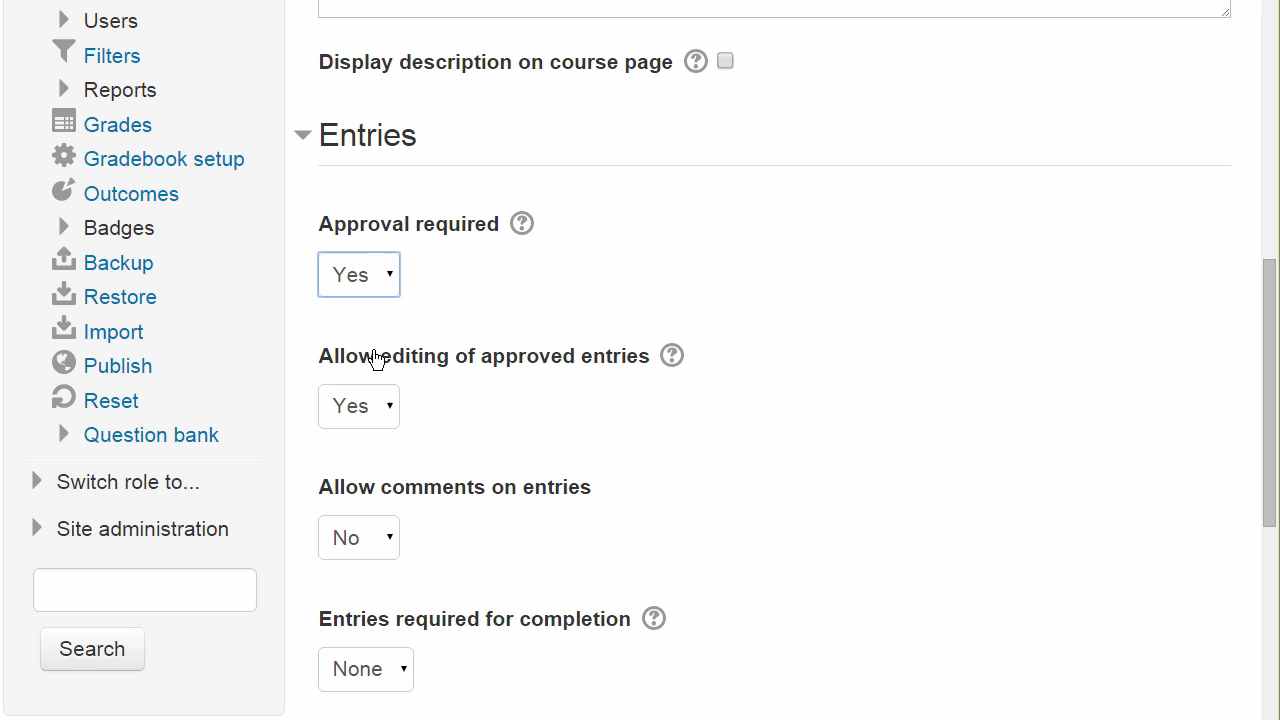 Users
Filters
Reports
Grades
Gradebook setup
Outcomes
Badges
Backup
Restore
Import
Publish
Reset
Question bank
Switch role to...
Site administration
Search
Display description on course page
Entries
Approval required
Yes
Allow editing of approved entries
Yes
Allow comments on entries
No
Entries required for completion
None